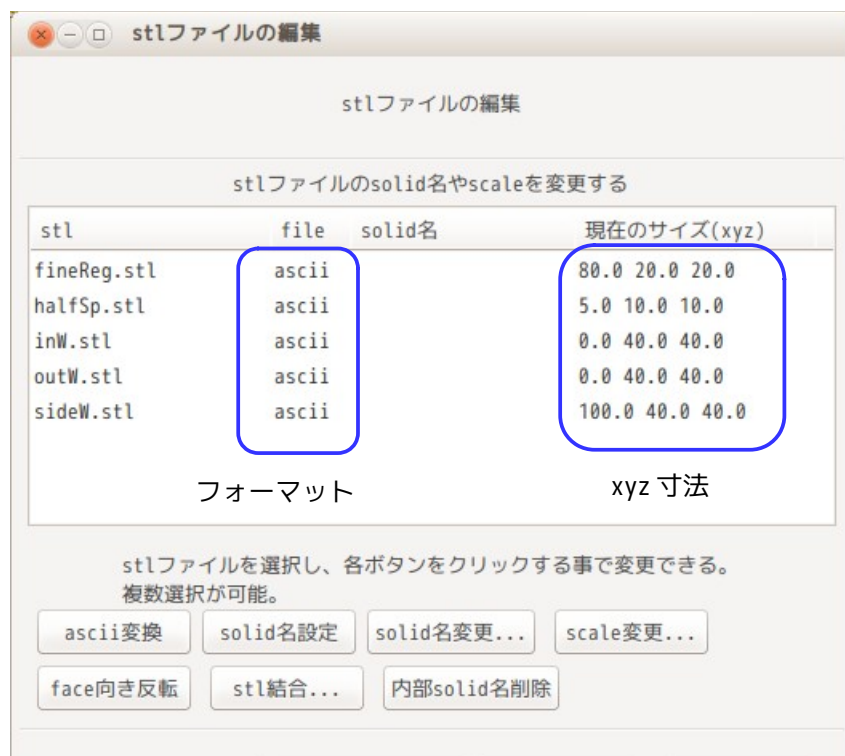 stlファイルの編集
stlファイルの編集
stlファイルのsolid名やscaleを変更する
stl file solid名 現在のサイズ(xyz)
fineReg.stl ascii 80.0 20.0 20.0
halfSp.stl ascii 5.0 10.0 10.0
inW.stl ascii 0.0 40.0 40.0
outW.stl ascii 0.0 40.0 40.0
sideW.stl ascii 100.0 40.0 40.0
フォーマット xyz 寸法
stlファイルを選択し、各ボタンをクリックする事で変更できる。
複数選択が可能。
ascii変換 solid名設定 solid名変更... scale変更...
face向き反転 stl結合... 内部solid名削除